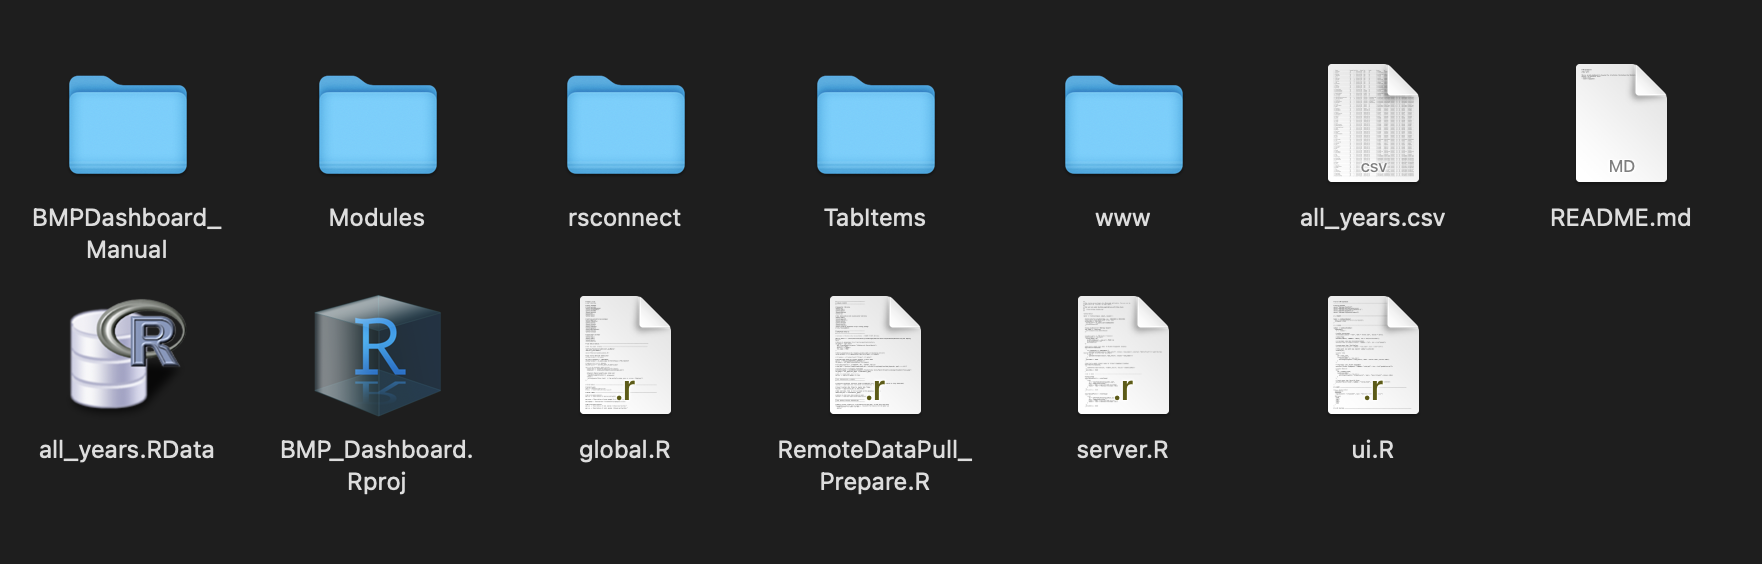 CSV
MD
BMPDashboard_
Manual
Modules
rsconnect
TabItems
www
all_years.csv
README.md
R
R
.r
.r
.r
.r
all_years.RData
BMP_Dashboard.
Rproj
global.R
RemoteDataPull_
Prepare.R
server.R
ui.R